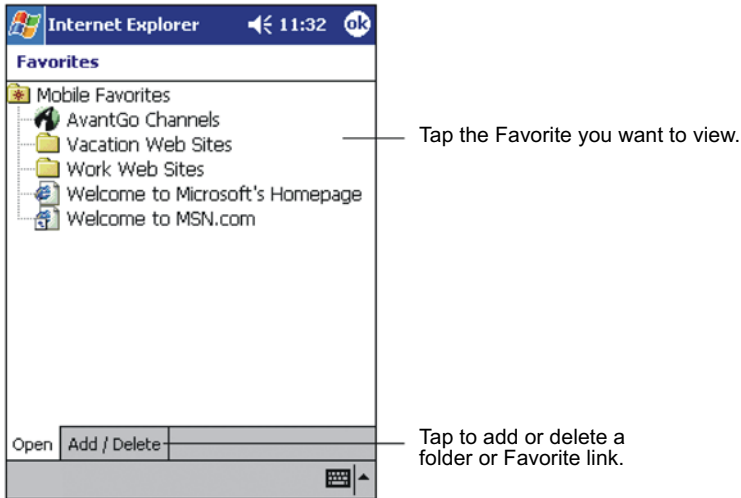 Internet Explorer 11:32 ok
Favorites
Mobile Favorites
AvantGo Channels
Tap the Favorite you want to view.
Vacation Web Sites
Work Web Sites
Welcome to Microsoft's Homepage
Welcome to MSN.com
Open Add / Delete
Tap to add or delete a
folder or Favorite link.